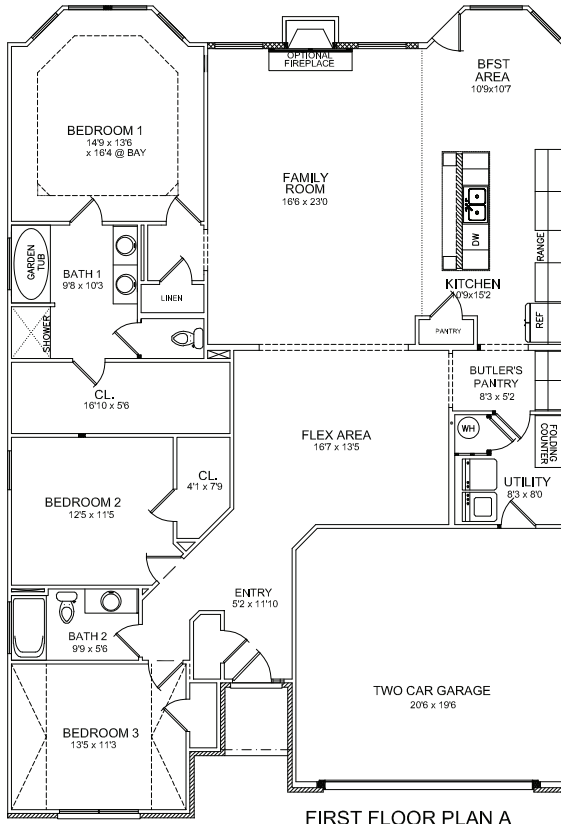 OPTIONAL
FIREPLACE
BFST
AREA
10'9x10'7
BEDROOM 1
14'9 x 13'6
x 16'4 @ BAY
FAMILY
ROOM
16'6 x 23'0
GARDEN
TUB
BATH 1
9'8 x 10'3
LINEN
SHOWER
DW
RANGE
KITCHEN
10'9x15'2
REF
PANTRY
CL.
16'10 x 5'6
BUTLER'S
PANTRY
8'3 x 5'2
FLEX AREA
16'7 x 13'5
WH
FOLDING
COUNTER
UTILITY
8'3 x 8'0
CL.
4'1 x 7'9
BEDROOM 2
12'5 x 11'5
ENTRY
5'2 x 11'10
BATH 2
9'9 x 5'6
TWO CAR GARAGE
20'6 x 19'6
BEDROOM 3
13'5 x 11'3
FIRST FLOOR PLAN A